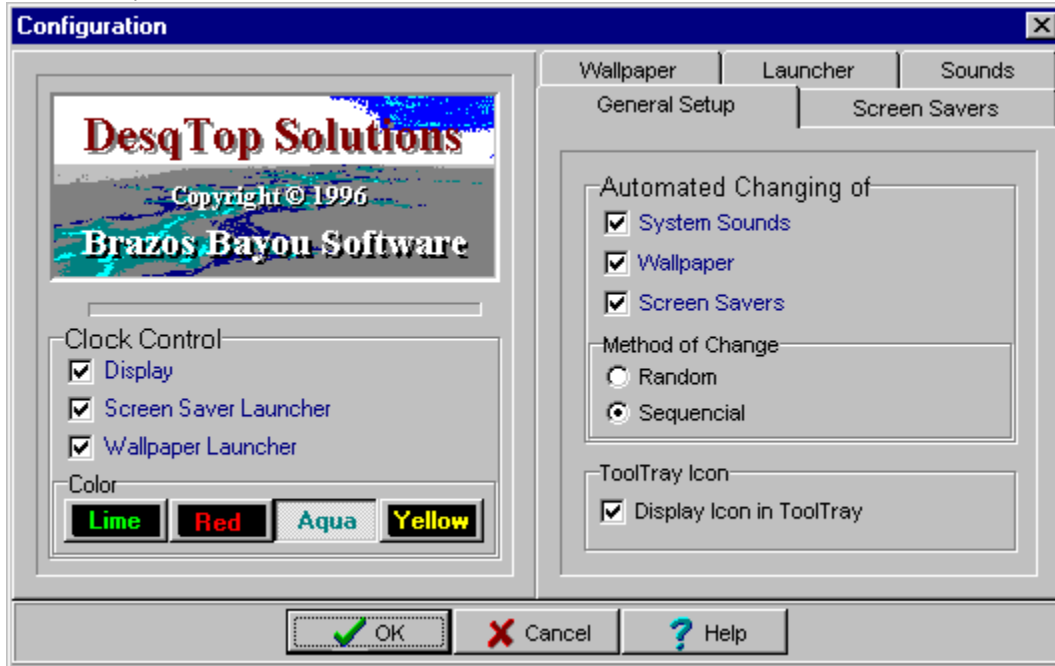 Configuration
DesqTop Solutions
Copyright © 1996
Brazos Bayou Software
Clock Control
Display
Screen Saver Launcher
Wallpaper Launcher
Color
Lime Red Aqua Yellow
Wallpaper Launcher Sounds
General Setup Screen Savers
Automated Changing of
System Sounds
Wallpaper
Screen Savers
Method of Change
Random
Sequencial
ToolTray Icon
Display Icon in ToolTray
OK Cancel Help